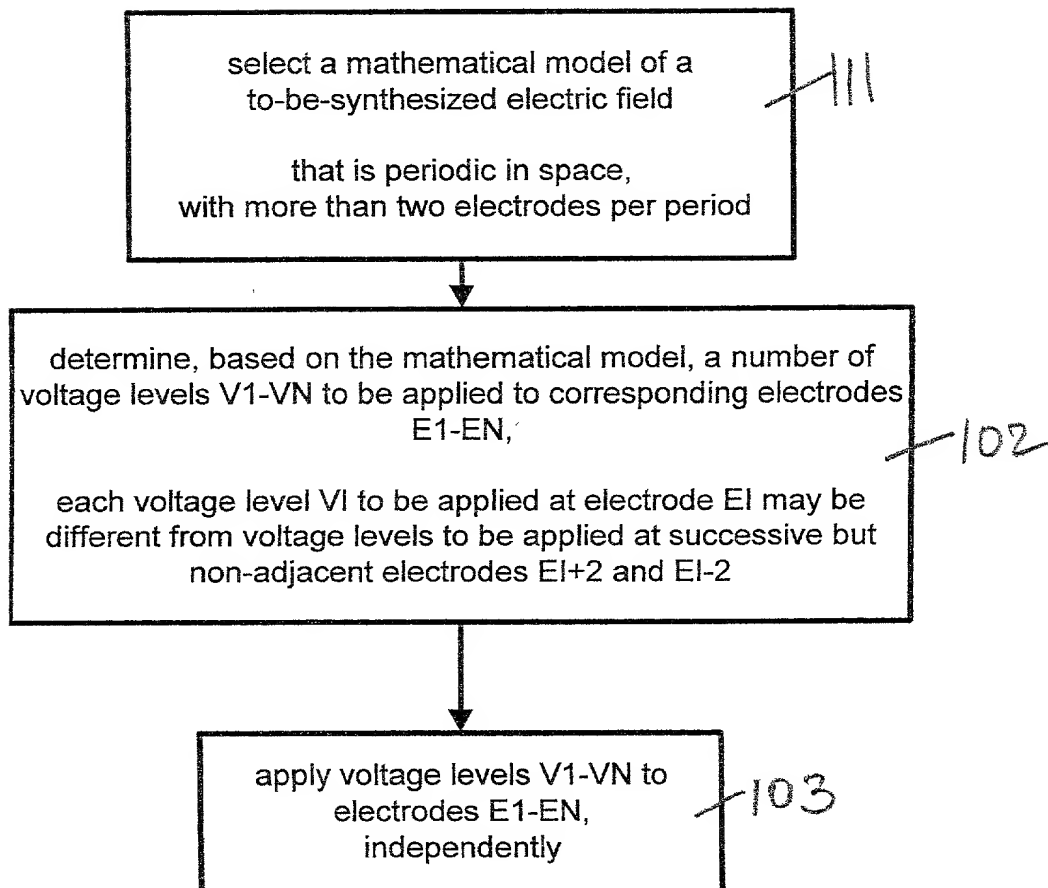 select a mathematical model of a
to-be-synthesized electric field
that is periodic in space,
with more than two electrodes per period
111
determine, based on the mathematical model, a number of
voltage levels V1-VN to be applied to corresponding electrodes
E1-EN,
each voltage level VI to be applied at electrode EI may be
different from voltage levels to be applied at successive but
non-adjacent electrodes EI+2 and EI-2
102
apply voltage levels V1-VN to
electrodes E1-EN,
independently
103